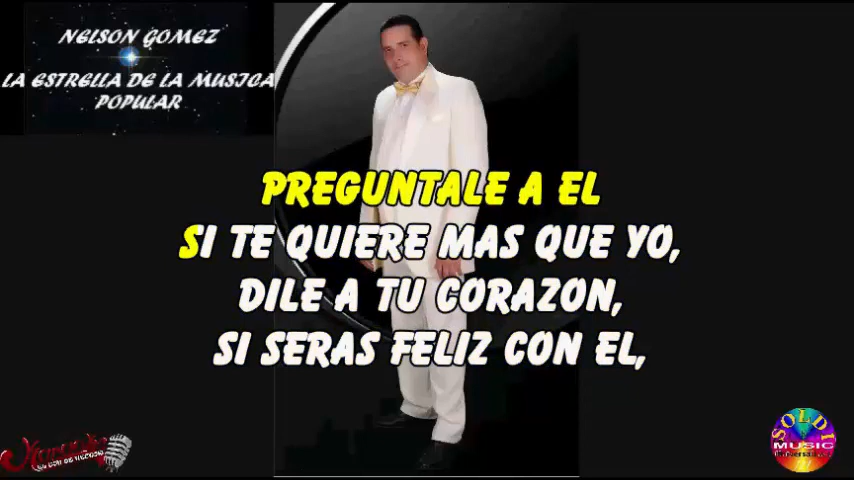 NELSON GOMEZ
LA ESTRELLA DE LA MUSICA
POPULAR
PREGUNTALE A EL
SI TE QUIERE MAS QUE YO,
DILE A TU CORAZON,
SI SERAS FELIZ CON EL,
Karaoke
SOLDI
MUSIC